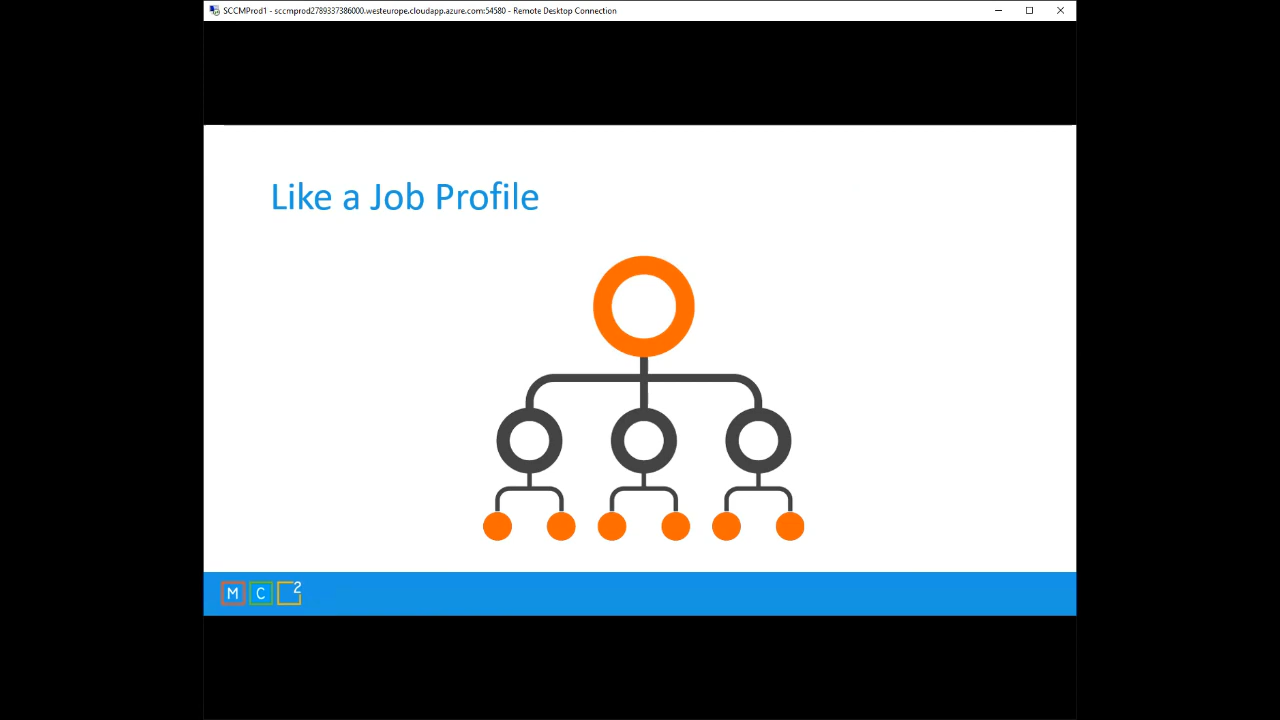 SCCMProd1 - sccmprod2789337386000.westeurope.cloudapp.azure.com:54580 - Remote Desktop Connection
Like a Job Profile
M C 2